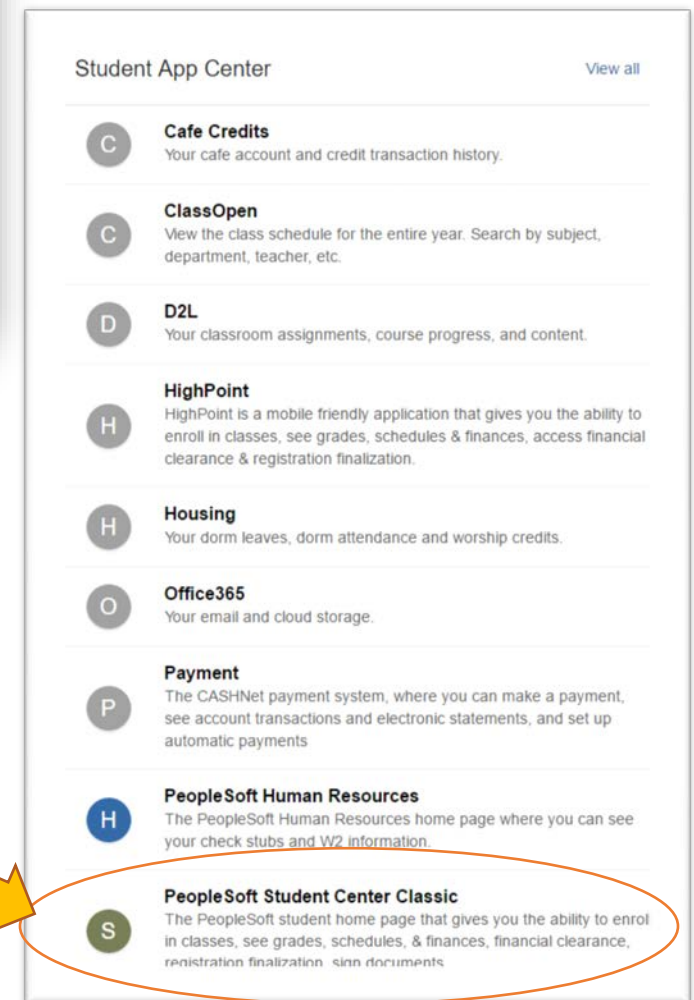 Student App Center View all
C
Cafe Credits
Your cafe account and credit transaction history.
C
ClassOpen
View the class schedule for the entire year. Search by subject,
department, teacher, etc.
D
D2L
Your classroom assignments, course progress, and content.
H
HighPoint
HighPoint is a mobile friendly application that gives you the ability to
enroll in classes, see grades, schedules & finances, access financial
clearance & registration finalization.
H
Housing
Your dorm leaves, dorm attendance and worship credits.
O
Office365
Your email and cloud storage.
P
Payment
The CASHNet payment system, where you can make a payment,
see account transactions and electronic statements, and set up
automatic payments
H
PeopleSoft Human Resources
The PeopleSoft Human Resources home page where you can see
your check stubs and W2 information.
S
PeopleSoft Student Center Classic
The PeopleSoft student home page that gives you the ability to enrol
in classes, see grades, schedules, & finances, financial clearance,
registration finalization, sign documents